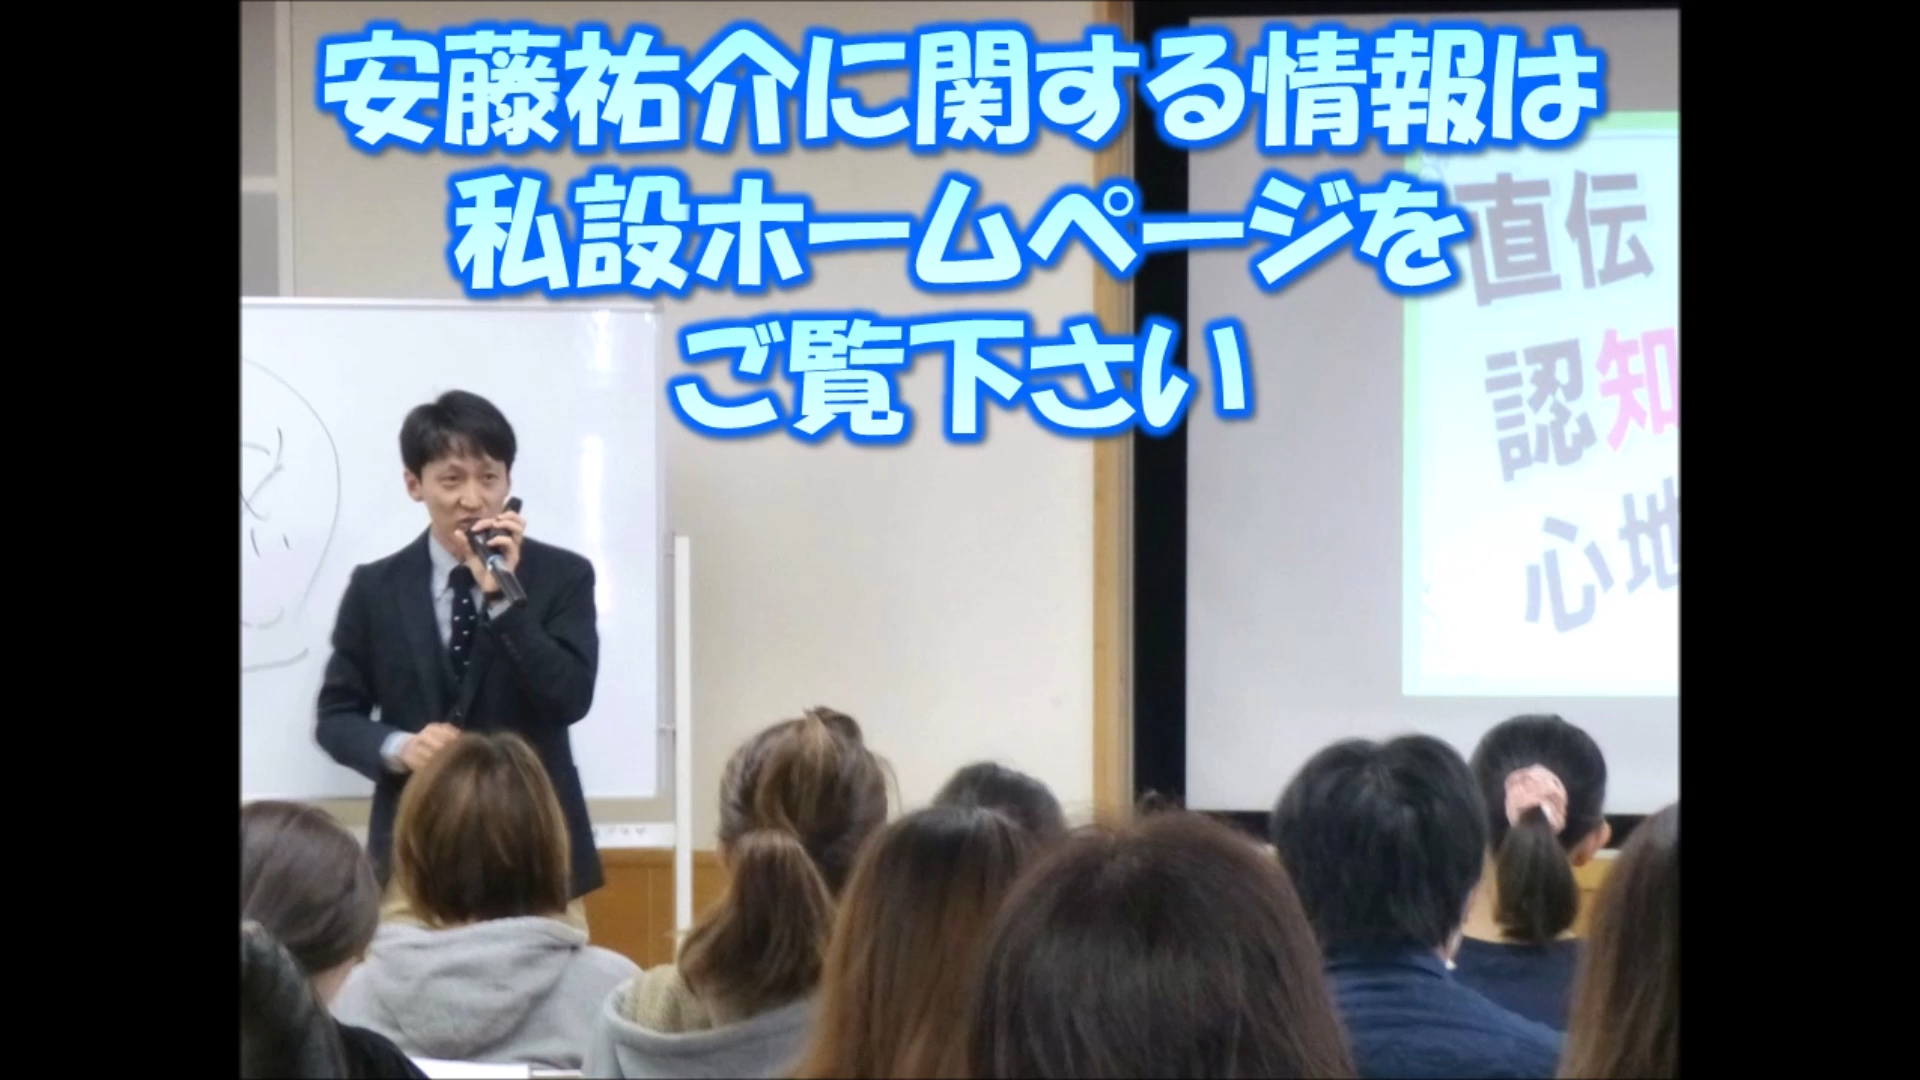 安藤祐介に関する情報は
私設ホームページを
ご覧下さい
直伝
認知
心地